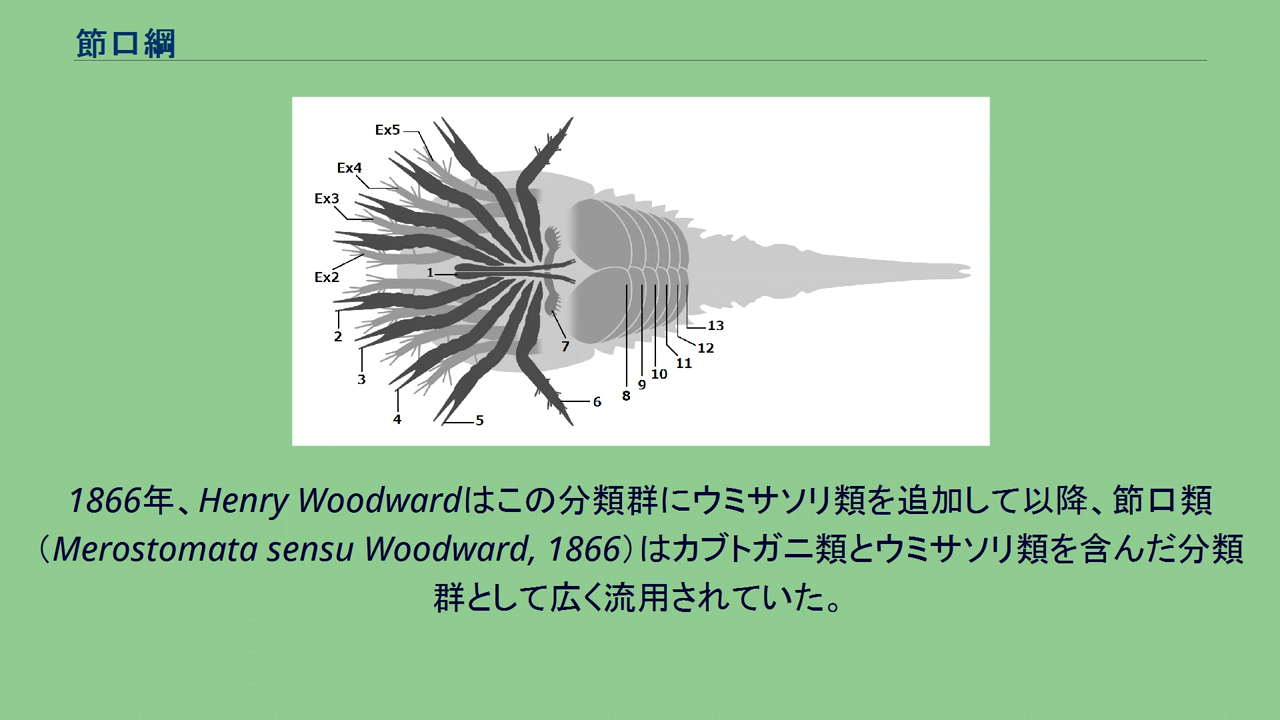 節口綱
Ex5
Ex4
Ex3
Ex2
1
2
3
4
5
6
7
8
9
10
11
12
13
1866年、Henry Woodwardはこの分類群にウミサソリ類を追加して以降、節口類
（Merostomata sensu Woodward, 1866）はカブトガニ類とウミサソリ類を含んだ分類
群として広く流用されていた。